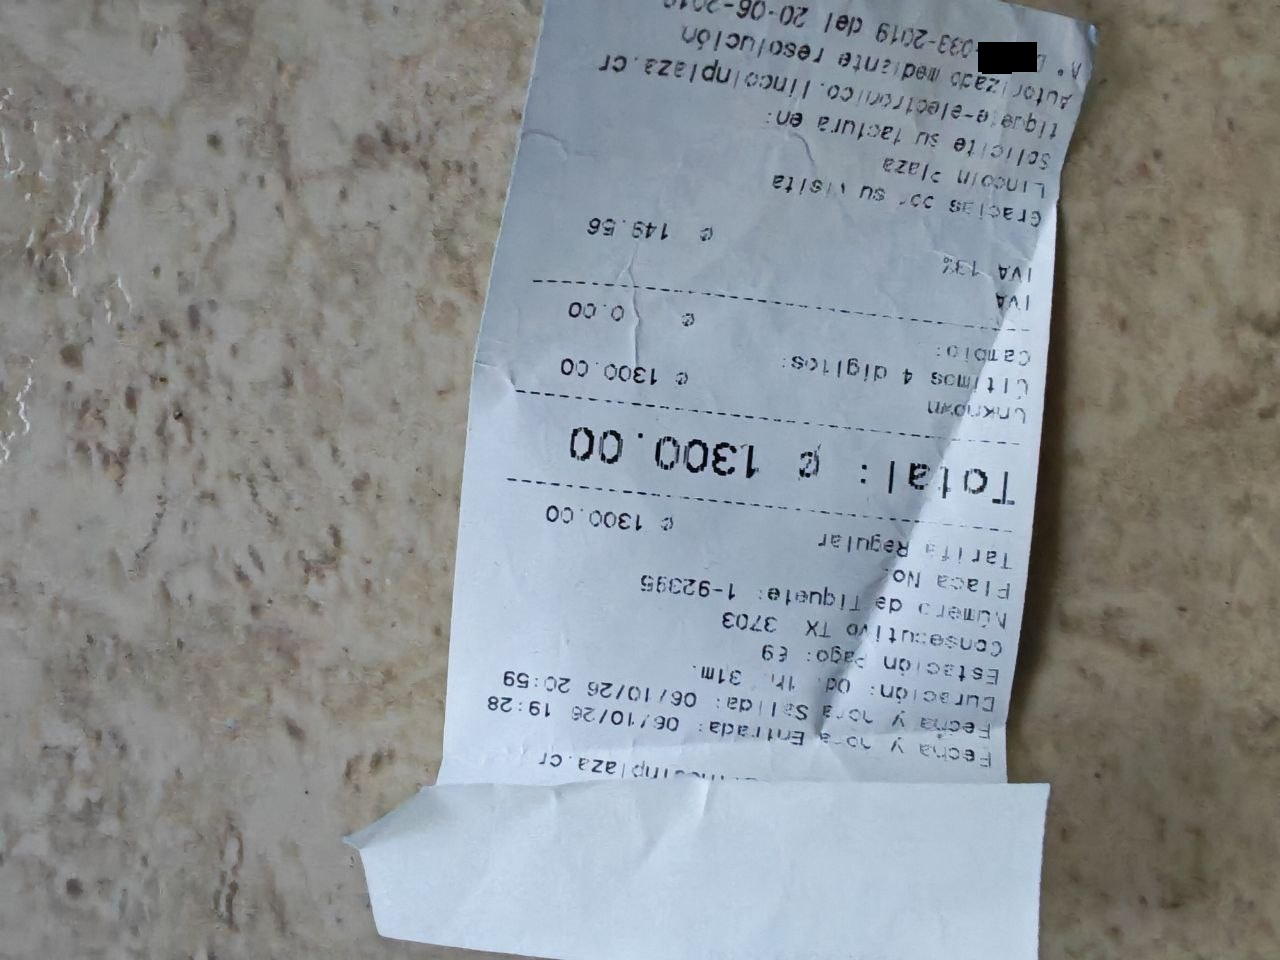 lincolnplaza.cr
Fecha y hora Entrada: 06/10/26 19:28
Fecha y hora Salida: 06/10/26 20:59
Duración: 0d. 1h. 31m.
Estación Pago:
Consecutivo TX 3703
Número de Tiquete: 1-92395
Placa No.
Tarifa Regular
₡ 1300.00
Total: ₡ 1300.00
Unknown
₡ 1300.00
Últimos 4 dígitos:
Cambio:
₡ 0.00
IVA
IVA 13%
₡ 149.56
Gracias por su visita
Lincoln Plaza
Solicite su factura en:
tiquete-electronico.lincolnplaza.cr
Autorizado mediante resolución
-033-2019 del 20-06-2019